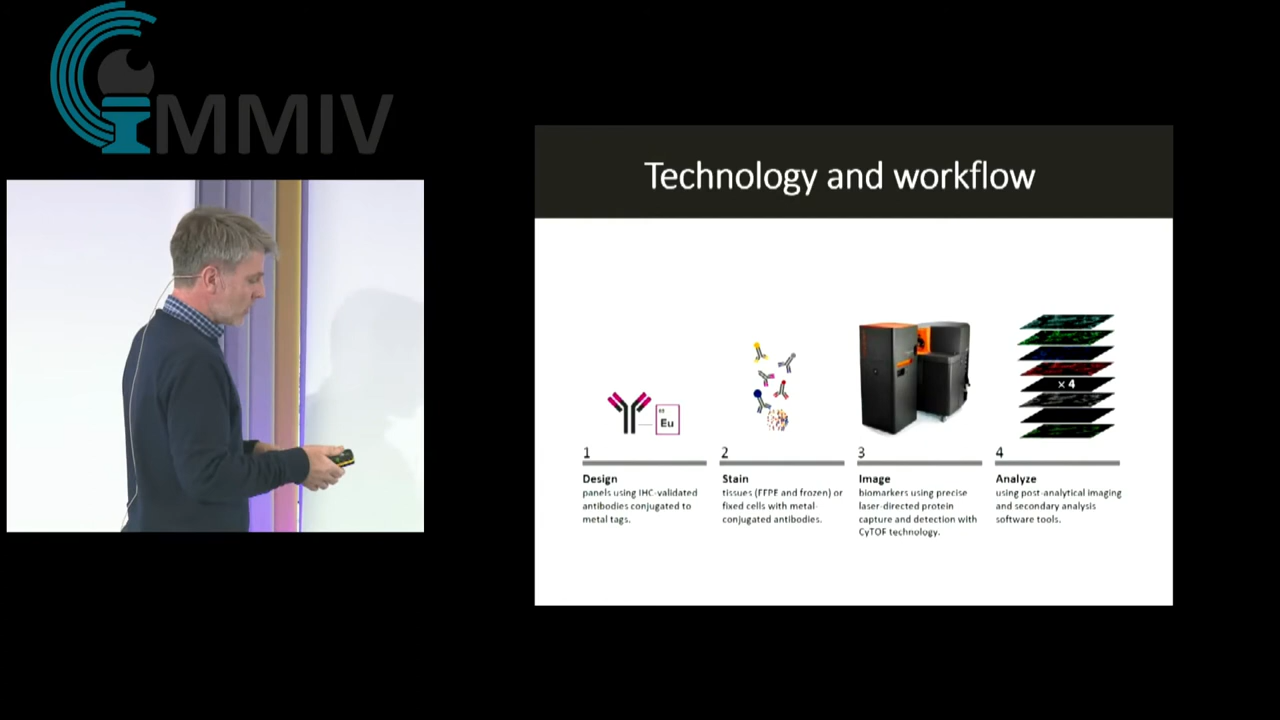 MMIV
Technology and workflow
63
Eu
× 4
1
Design
panels using IHC-validated
antibodies conjugated to
metal tags.
2
Stain
tissues (FFPE and frozen) or
fixed cells with metal-
conjugated antibodies.
3
Image
biomarkers using precise
laser-directed protein
capture and detection with
CyTOF technology.
4
Analyze
using post-analytical imaging
and secondary analysis
software tools.